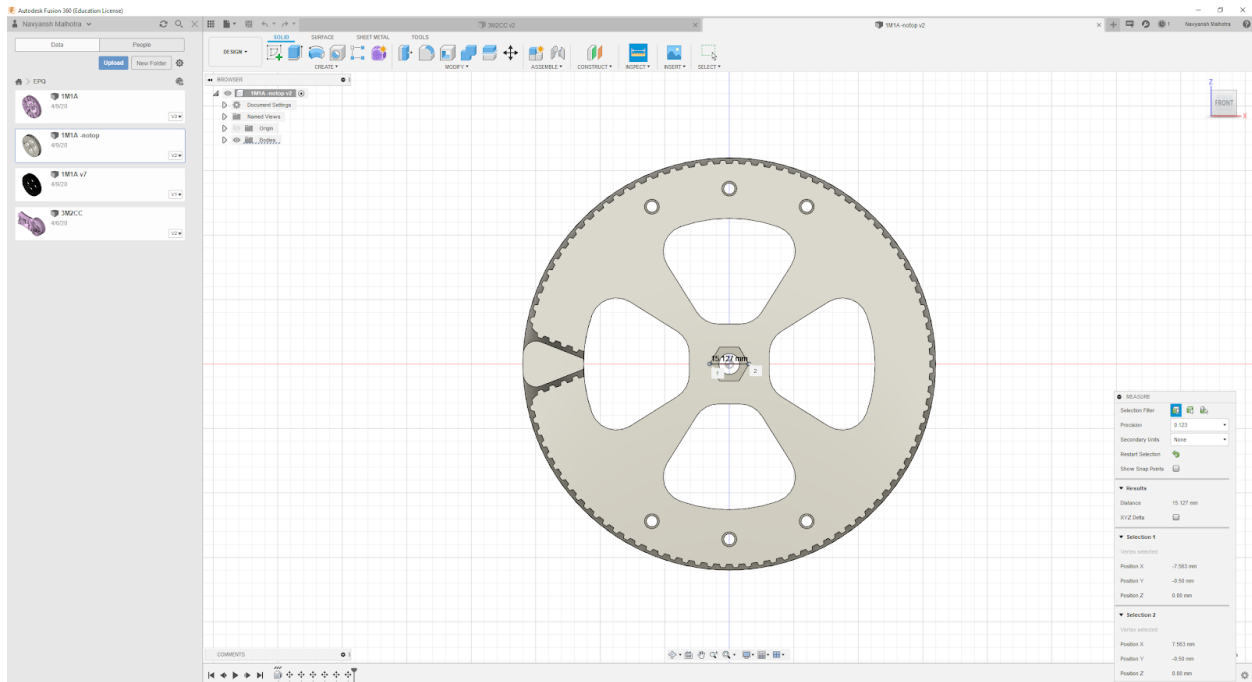 Autodesk Fusion 360 (Education License)
Navyansh Malhotra
3M2CC v2
1M1A -notop v2
1
Navyansh Malhotra
Data
People
Upload
New Folder
EPQ
1M1A
4/9/20
1M1A -notop
4/9/20
V2
1M1A v7
4/9/20
3M2CC
4/6/20
V2
DESIGN
SOLID
SURFACE
SHEET METAL
TOOLS
CREATE
MODIFY
ASSEMBLE
CONSTRUCT
INSPECT
INSERT
SELECT
BROWSER
1M1A -notop v2
Document Settings
Named Views
Origin
Bodies
Z
FRONT
X
15.127 mm
1
2
MEASURE
Selection Filter
Precision
0.123
Secondary Units
None
Restart Selection
Show Snap Points
Results
Distance
15.127 mm
XYZ Delta
Selection 1
Vertex selected
Position X
-7.563 mm
Position Y
-0.50 mm
Position Z
0.00 mm
Selection 2
Vertex selected
Position X
7.563 mm
Position Y
-0.50 mm
Position Z
0.00 mm
COMMENTS